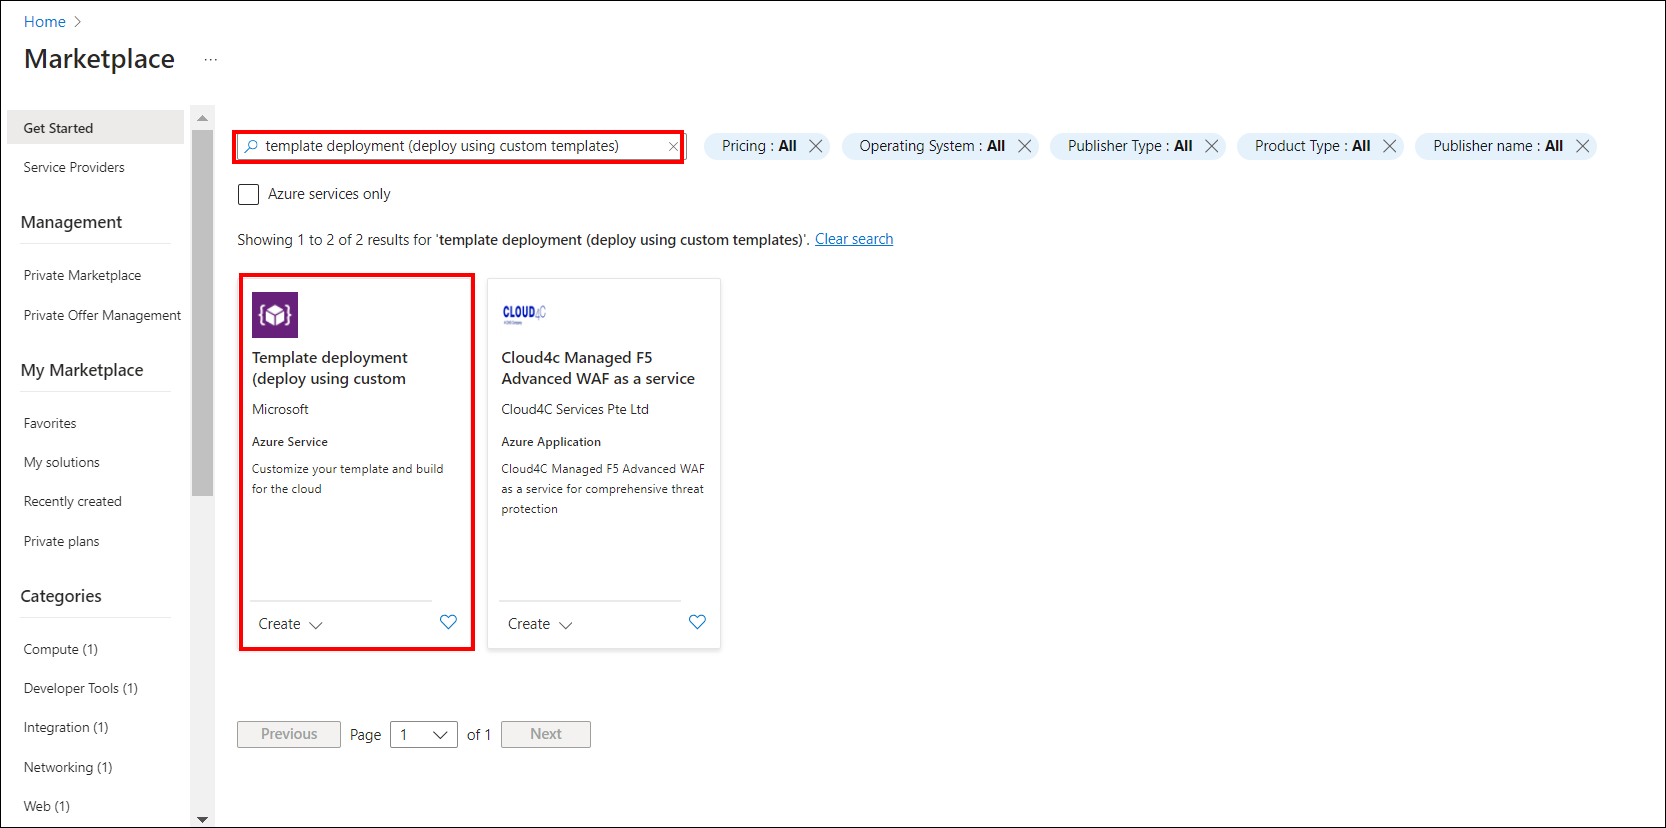 Home
Marketplace
...
Get Started
Service Providers
Management
Private Marketplace
Private Offer Management
My Marketplace
Favorites
My solutions
Recently created
Private plans
Categories
Compute (1)
Developer Tools (1)
Integration (1)
Networking (1)
Web (1)
template deployment (deploy using custom templates)
Pricing : All
Operating System : All
Publisher Type : All
Product Type : All
Publisher name : All
Azure services only
Showing 1 to 2 of 2 results for 'template deployment (deploy using custom templates)'. Clear search
Template deployment
(deploy using custom
Microsoft
Azure Service
Customize your template and build
for the cloud
Create
CLOUD4C
Cloud4c Managed F5
Advanced WAF as a service
Cloud4C Services Pte Ltd
Azure Application
Cloud4C Managed F5 Advanced WAF
as a service for comprehensive threat
protection
Create
Previous
Page
1
of 1
Next